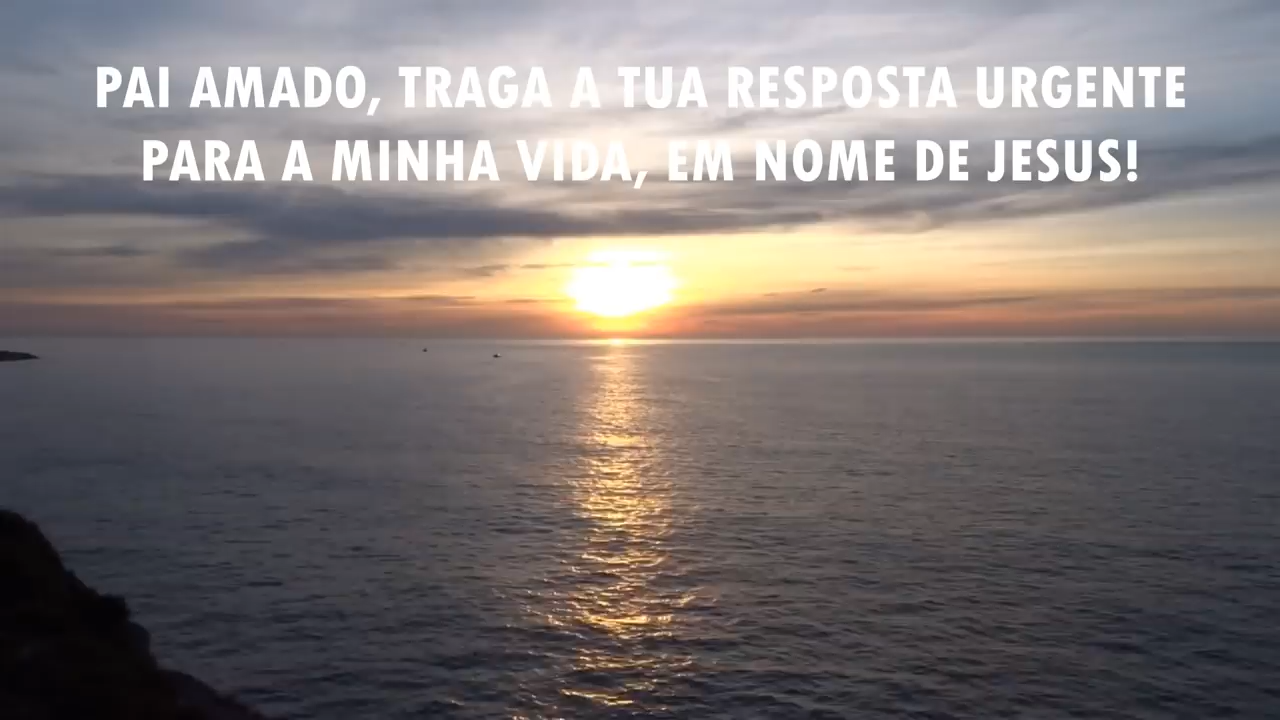 PAI AMADO, TRAGA A TUA RESPOSTA URGENTE
PARA A MINHA VIDA, EM NOME DE JESUS!